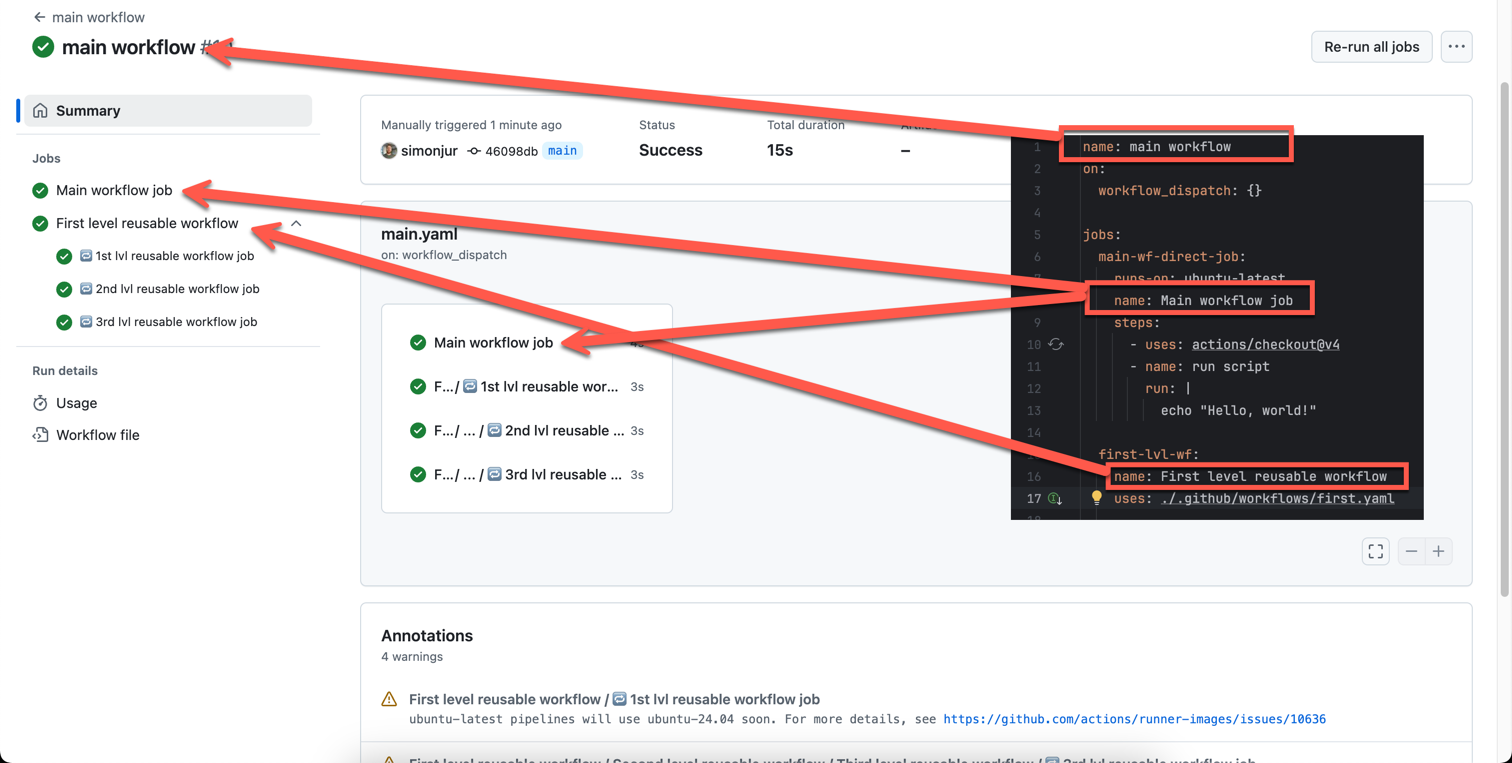 main workflow
main workflow
Re-run all jobs
Summary
Jobs
Main workflow job
First level reusable workflow
1st lvl reusable workflow job
2nd lvl reusable workflow job
3rd lvl reusable workflow job
Run details
Usage
Workflow file
Manually triggered 1 minute ago
simonjur 46098db main
Status
Success
Total duration
15s
–
main.yaml
on: workflow_dispatch
Main workflow job
F.../ 1st lvl reusable wor... 3s
F.../ ... / 2nd lvl reusable ... 3s
F.../ ... / 3rd lvl reusable ... 3s
1 name: main workflow
2 on:
3 workflow_dispatch: {}
4
5 jobs:
6 main-wf-direct-job:
7 runs-on: ubuntu-latest
name: Main workflow job
9 steps:
10 - uses: actions/checkout@v4
11 - name: run script
12 run: |
13 echo "Hello, world!"
14
first-lvl-wf:
16 name: First level reusable workflow
17 uses: ./.github/workflows/first.yaml
18
Annotations
4 warnings
First level reusable workflow / 1st lvl reusable workflow job
ubuntu-latest pipelines will use ubuntu-24.04 soon. For more details, see https://github.com/actions/runner-images/issues/10636
First level reusable workflow / Second level reusable workflow / Third level reusable workflow / 3rd lvl reusable workflow job